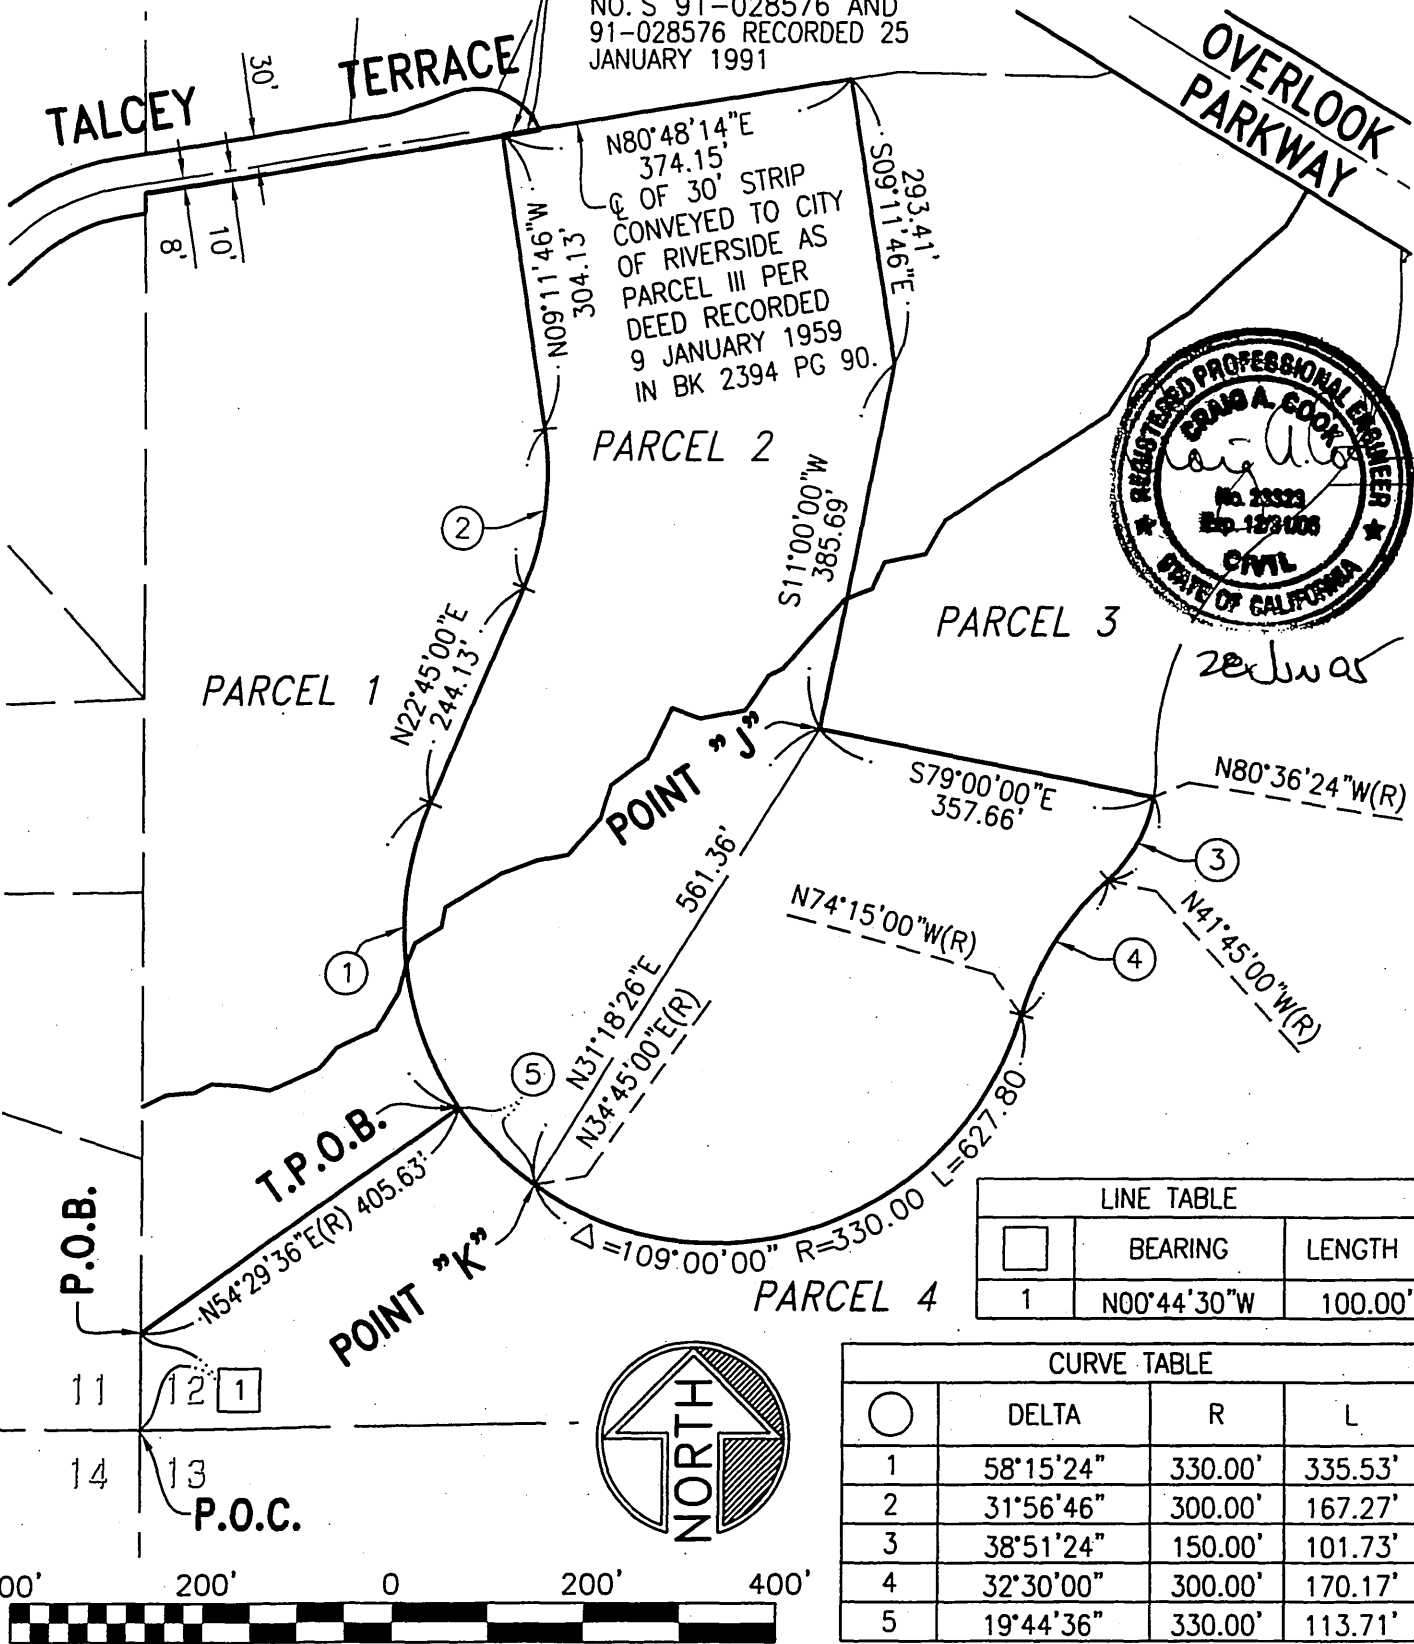 NO.S 91-028576 AND
91-028576 RECORDED 25
JANUARY 1991
OVERLOOK
PARKWAY
TALCEY TERRACE
30'
8'
10'
N80°48'14"E
374.15'
℄ OF 30' STRIP
CONVEYED TO CITY
OF RIVERSIDE AS
PARCEL III PER
DEED RECORDED
9 JANUARY 1959
IN BK 2394 PG 90.
N09°11'46"W
304.13'
293.41'
S09°11'46"E
PARCEL 2
2
S11°00'00"W
385.69'
REGISTERED PROFESSIONAL ENGINEER
CRAIG A. COOK
No. 23323
Exp. 12/31/05
CIVIL
STATE OF CALIFORNIA
PARCEL 3
PARCEL 1
N22°45'00"E
244.13'
POINT "J"
S79°00'00"E
357.66'
N80°36'24"W(R)
3
561.36'
N31°18'26"E
N74°15'00"W(R)
N41°45'00"W(R)
4
1
N34°45'00"E(R)
5
T.P.O.B.
N54°29'36"E(R) 405.63'
P.O.B.
POINT "K"
△=109°00'00" R=330.00 L=627.80
PARCEL 4
LINE TABLE
BEARING LENGTH
1 N00°44'30"W 100.00'
11 12 1
14 13
P.O.C.
NORTH
CURVE TABLE
DELTA R L
1 58°15'24" 330.00' 335.53'
2 31°56'46" 300.00' 167.27'
3 38°51'24" 150.00' 101.73'
4 32°30'00" 300.00' 170.17'
5 19°44'36" 330.00' 113.71'
00' 200' 0 200' 400'